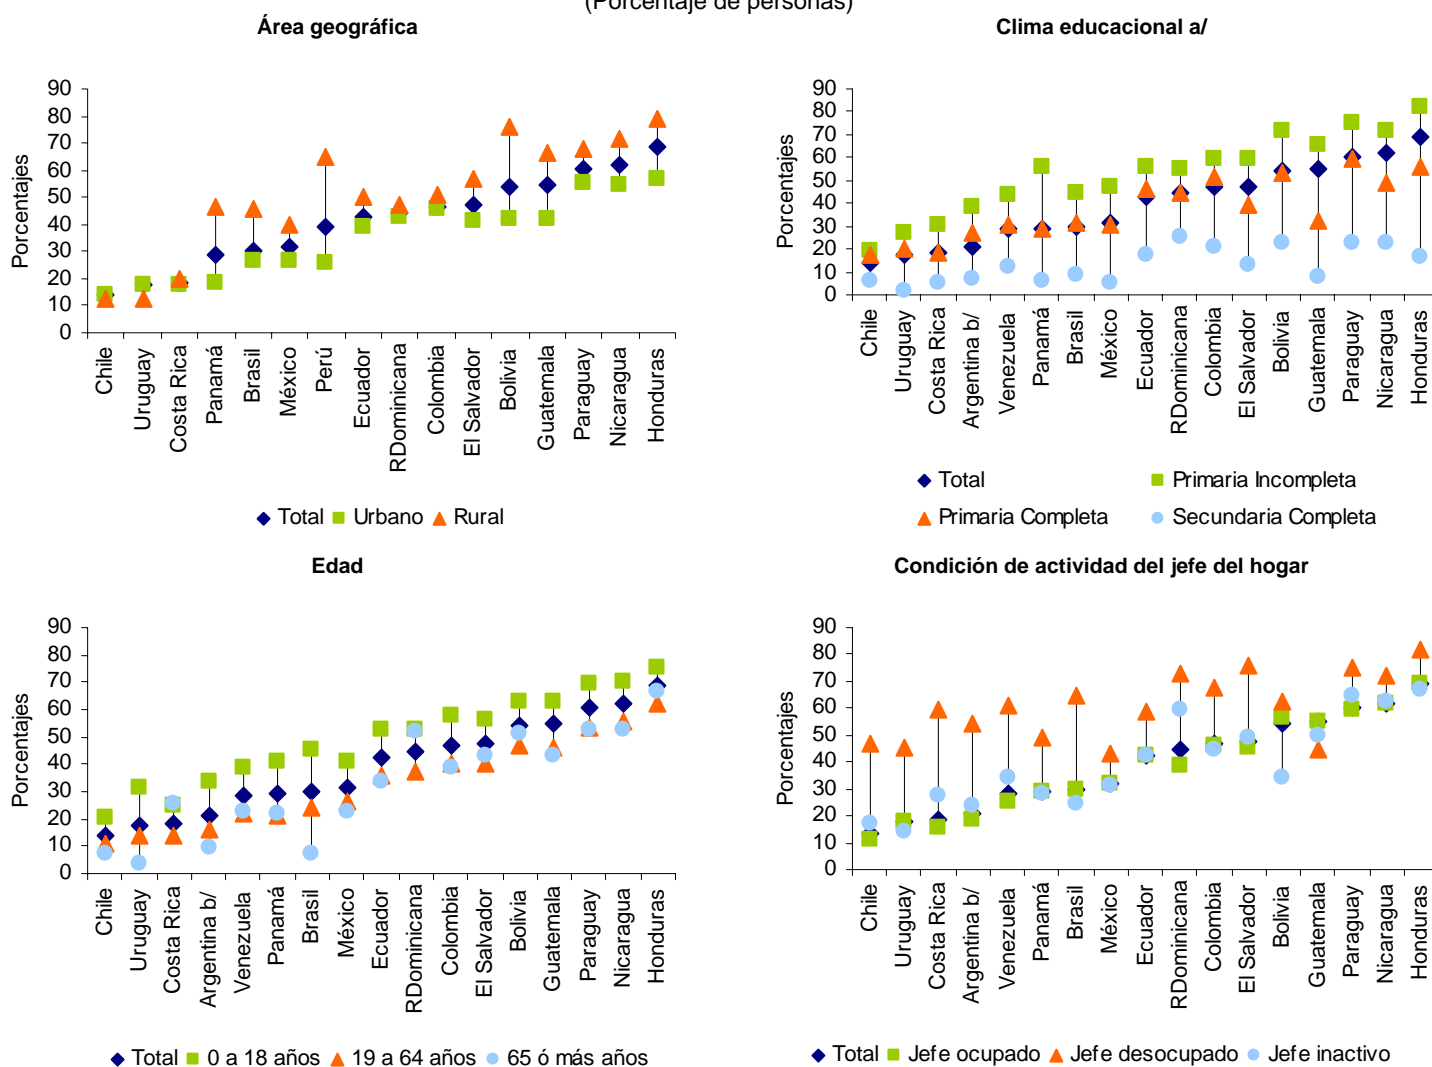 (Porcentaje de personas)
Área geográfica
90
80
70
60
50
40
30
20
10
0
Porcentajes
Chile
Uruguay
Costa Rica
Panamá
Brasil
México
Perú
Ecuador
RDominicana
Colombia
El Salvador
Bolivia
Guatemala
Paraguay
Nicaragua
Honduras
Total Urbano Rural
Clima educacional a/
90
80
70
60
50
40
30
20
10
0
Porcentajes
Chile
Uruguay
Costa Rica
Argentina b/
Venezuela
Panamá
Brasil
México
Ecuador
RDominicana
Colombia
El Salvador
Bolivia
Guatemala
Paraguay
Nicaragua
Honduras
Total Primaria Incompleta
Primaria Completa Secundaria Completa
Edad
90
80
70
60
50
40
30
20
10
0
Porcentajes
Chile
Uruguay
Costa Rica
Argentina b/
Venezuela
Panamá
Brasil
México
Ecuador
RDominicana
Colombia
El Salvador
Bolivia
Guatemala
Paraguay
Nicaragua
Honduras
Total 0 a 18 años 19 a 64 años 65 ó más años
Condición de actividad del jefe del hogar
90
80
70
60
50
40
30
20
10
0
Porcentajes
Chile
Uruguay
Costa Rica
Argentina b/
Venezuela
Panamá
Brasil
México
Ecuador
RDominicana
Colombia
El Salvador
Bolivia
Guatemala
Paraguay
Nicaragua
Honduras
Total Jefe ocupado Jefe desocupado Jefe inactivo